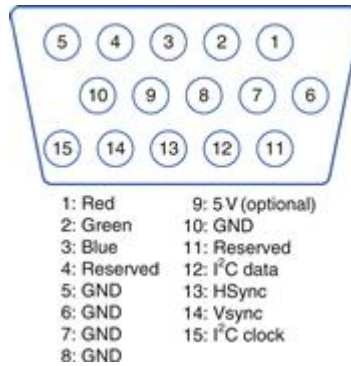 5 4 3 2 1
10 9 8 7 6
15 14 13 12 11
1: Red
2: Green
3: Blue
4: Reserved
5: GND
6: GND
7: GND
8: GND
9: 5 V (optional)
10: GND
11: Reserved
12: I²C data
13: HSync
14: Vsync
15: I²C clock